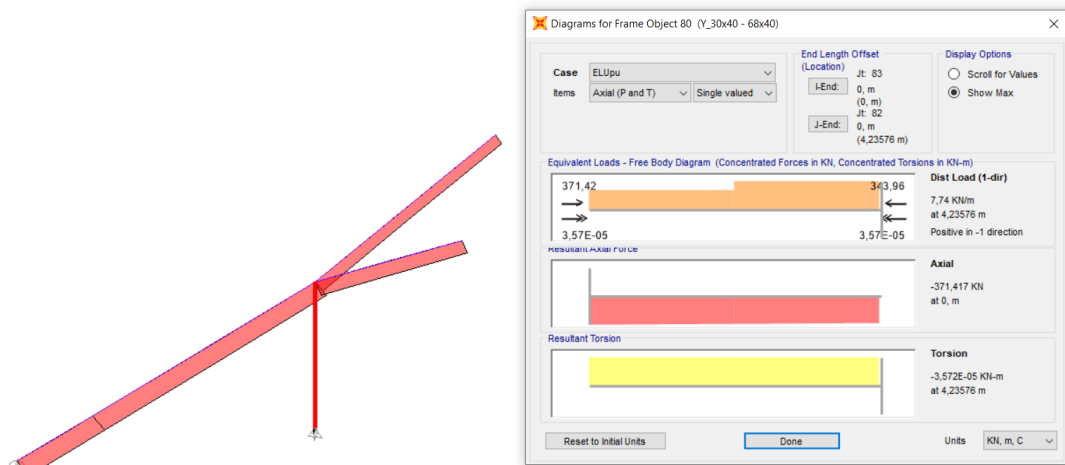 Diagrams for Frame Object 80 (Y_30x40 - 68x40)
Case
ELUpu
Items
Axial (P and T)
Single valued
End Length Offset
(Location)
I-End:
Jt: 83
0, m
(0, m)
J-End:
Jt: 82
0, m
(4,23576 m)
Display Options
Scroll for Values
Show Max
Equivalent Loads - Free Body Diagram (Concentrated Forces in KN, Concentrated Torsions in KN-m)
371,42
343,96
3,57E-05
3,57E-05
Dist Load (1-dir)
7,74 KN/m
at 4,23576 m
Positive in -1 direction
Resultant Axial Force
Axial
-371,417 KN
at 0, m
Resultant Torsion
Torsion
-3,572E-05 KN-m
at 4,23576 m
Reset to Initial Units
Done
Units
KN, m, C